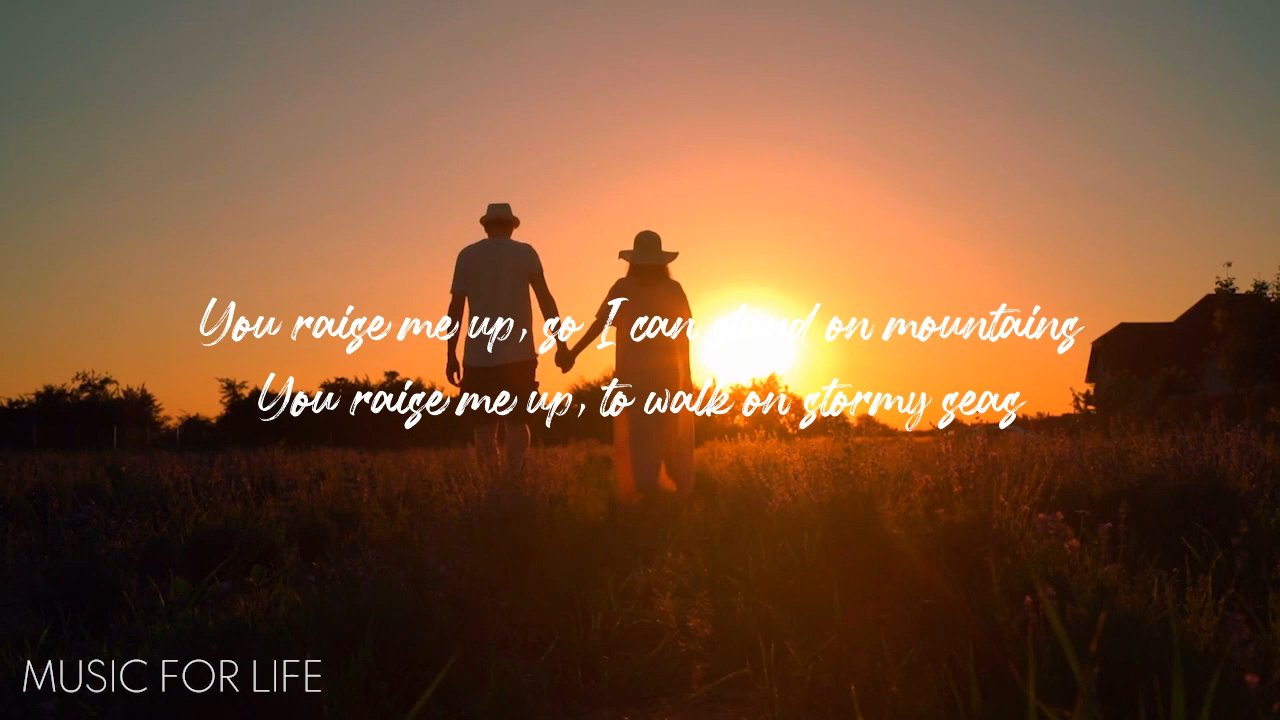 You raise me up, so I can stand on mountains
You raise me up, to walk on stormy seas
MUSIC FOR LIFE